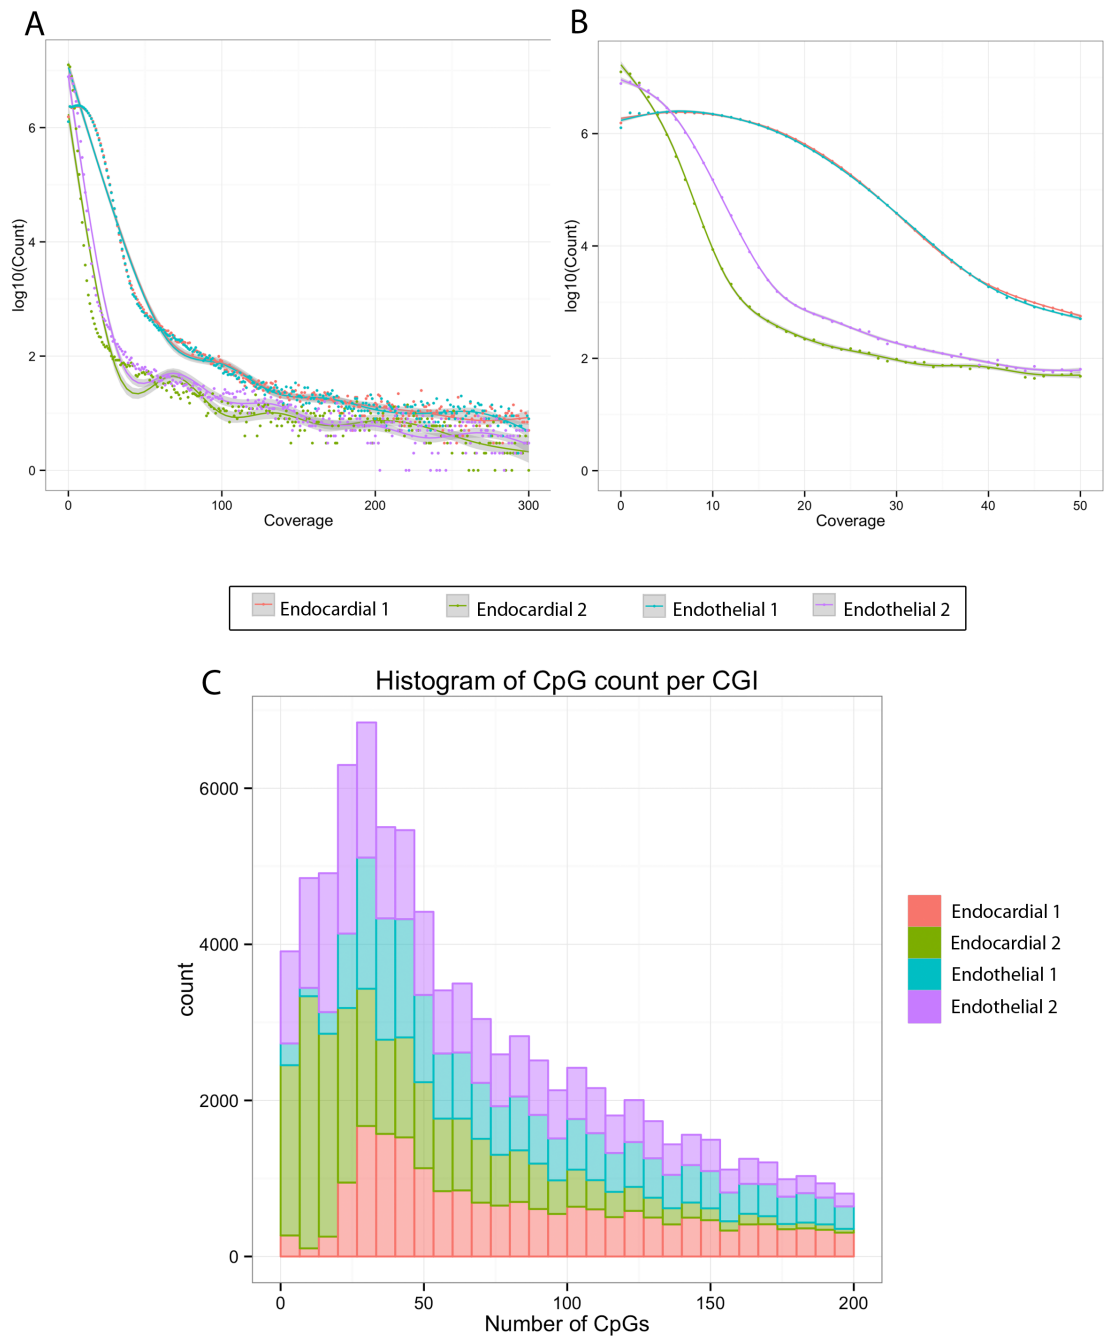 A
B
log10(Count)
6
4
2
0
0
100
200
300
Coverage
log10(Count)
6
4
2
0
0
10
20
30
40
50
Coverage
Endocardial 1
Endocardial 2
Endothelial 1
Endothelial 2
C
Histogram of CpG count per CGI
count
6000
4000
2000
0
0
50
100
150
200
Number of CpGs
Endocardial 1
Endocardial 2
Endothelial 1
Endothelial 2